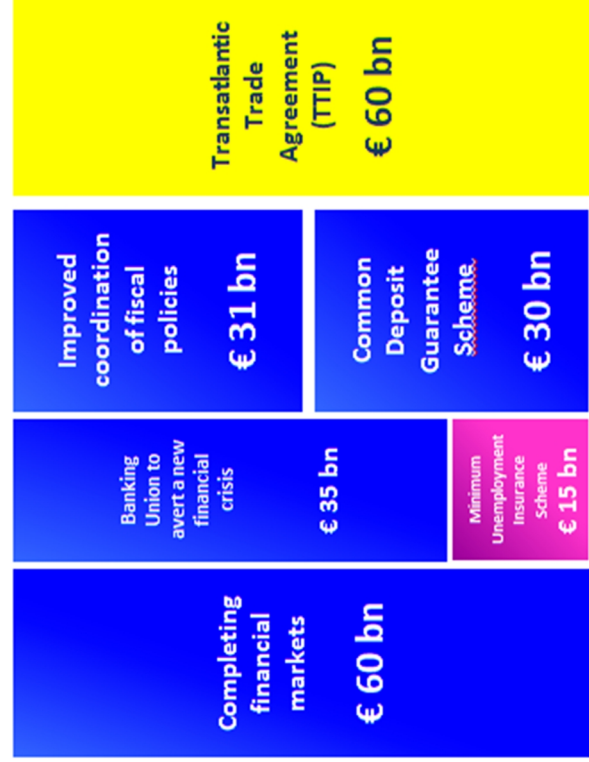 Completing
financial
markets
€ 60 bn
Banking
Union to
avert a new
financial
crisis
€ 35 bn
Minimum
Unemployment
Insurance
Scheme
€ 15 bn
Improved
coordination
of fiscal
policies
€ 31 bn
Common
Deposit
Guarantee
Scheme
€ 30 bn
Transatlantic
Trade
Agreement
(TTIP)
€ 60 bn